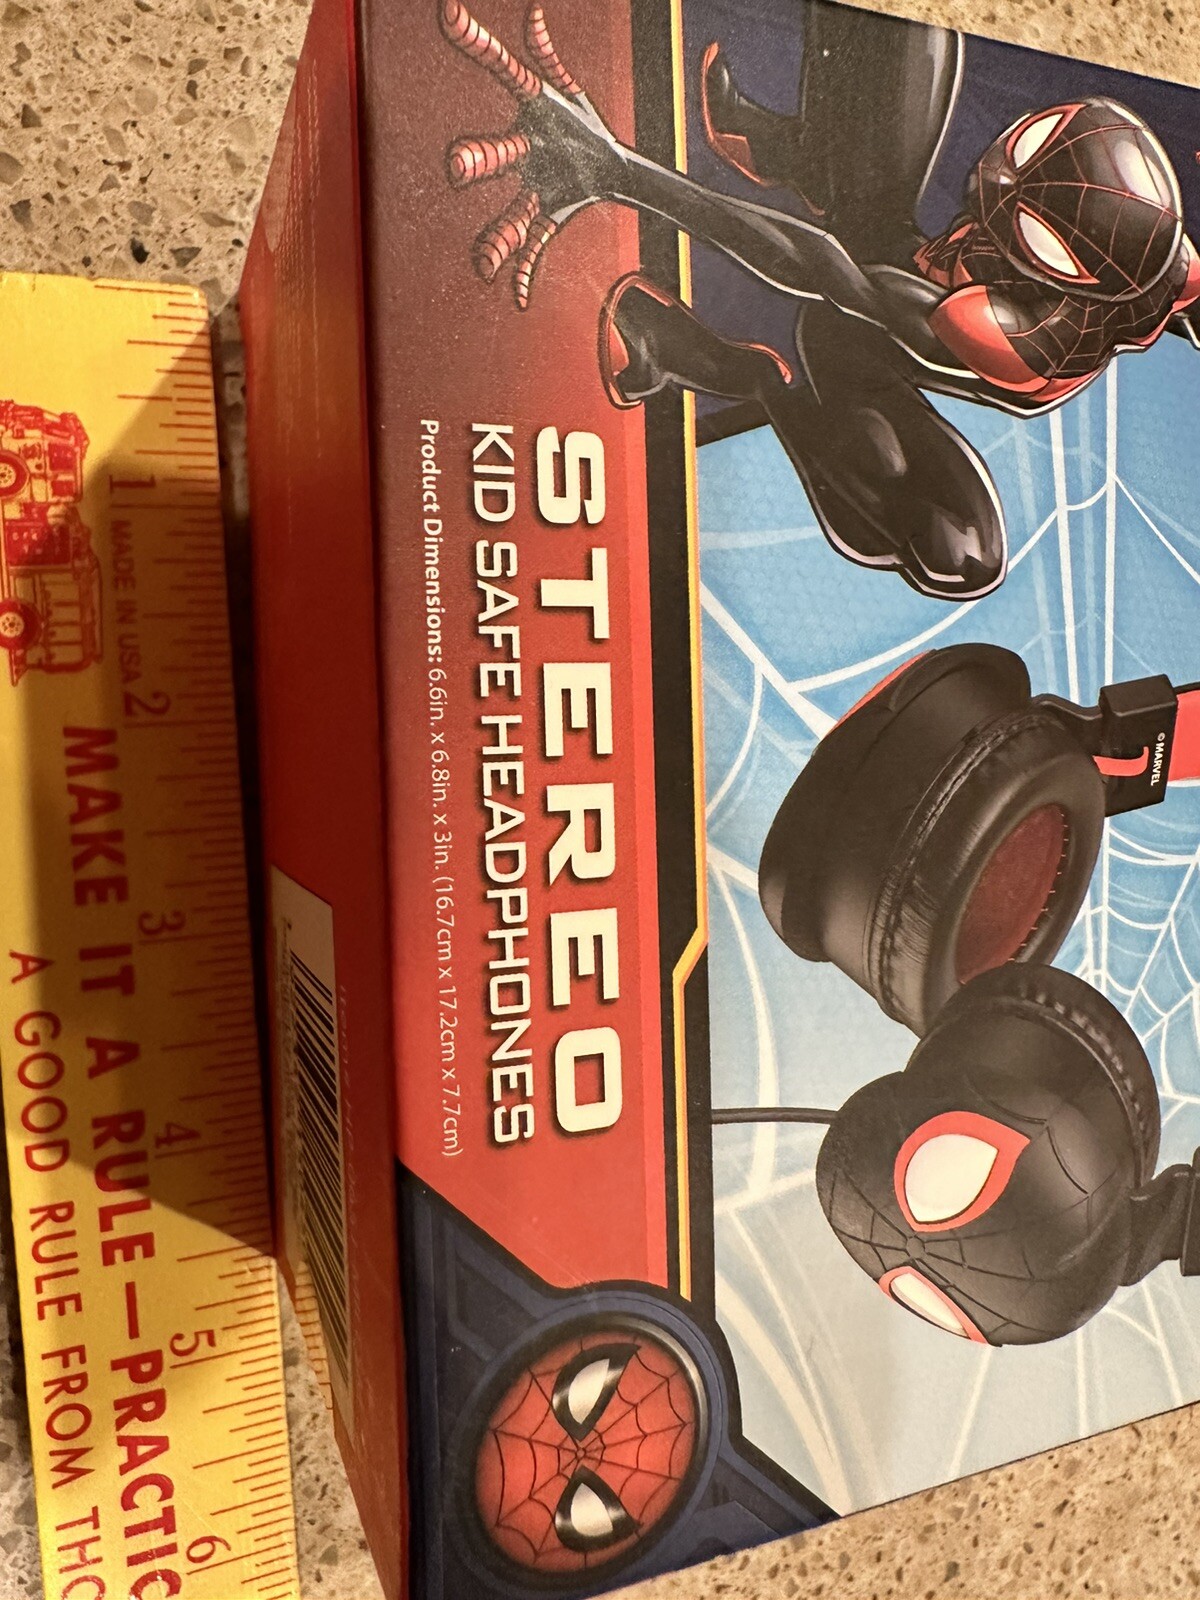 STEREO
KID SAFE HEADPHONES
Product Dimensions: 6.6in. x 6.8in. x 3in. (16.7cm x 17.2cm x 7.7cm)
© MARVEL
1 MADE IN USA 2 3 4 5 6
MAKE IT A RULE — PRACTIC
A GOOD RULE FROM THO